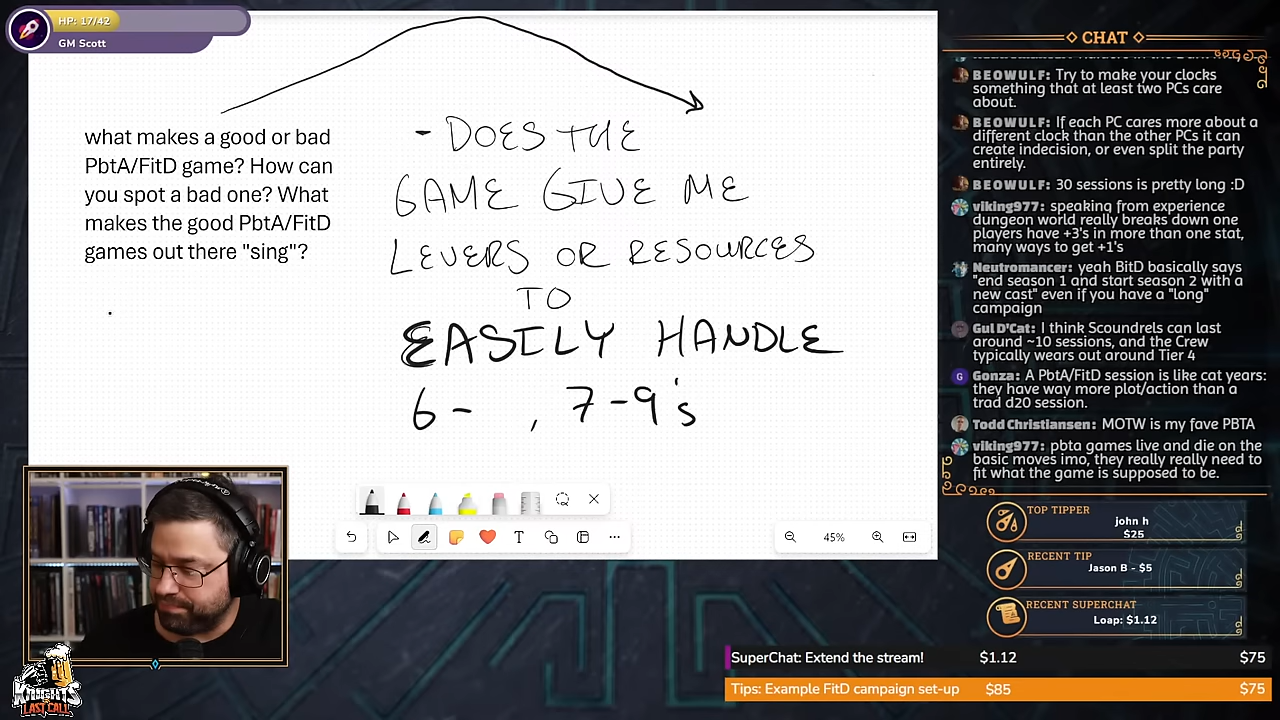 HP: 17/42
GM Scott
what makes a good or bad
PbtA/FitD game? How can
you spot a bad one? What
makes the good PbtA/FitD
games out there "sing"?
- DOES THE
GAME GIVE ME
LEVERS OR RESOURCES
TO
EASILY HANDLE
6- , 7-9's
45%
KNIGHTS
LAST CALL
CHAT
BEOWULF: Try to make your clocks
something that at least two PCs care
about.
BEOWULF: If each PC cares more about a
different clock than the other PCs it can
create indecision, or even split the party
entirely.
BEOWULF: 30 sessions is pretty long :D
viking977: speaking from experience
dungeon world really breaks down one
players have +3's in more than one stat,
many ways to get +1's
Neutromancer: yeah BitD basically says
"end season 1 and start season 2 with a
new cast" even if you have a "long"
campaign
Gul D'Cat: I think Scoundrels can last
around ~10 sessions, and the Crew
typically wears out around Tier 4
G Gonza: A PbtA/FitD session is like cat years:
they have way more plot/action than a
trad d20 session.
Todd Christiansen: MOTW is my fave PBTA
viking977: pbta games live and die on the
basic moves imo, they really really need to
fit what the game is supposed to be.
TOP TIPPER
john h
$25
RECENT TIP
Jason B - $5
RECENT SUPERCHAT
Loap: $1.12
SuperChat: Extend the stream! $1.12 $75
Tips: Example FitD campaign set-up $85 $75